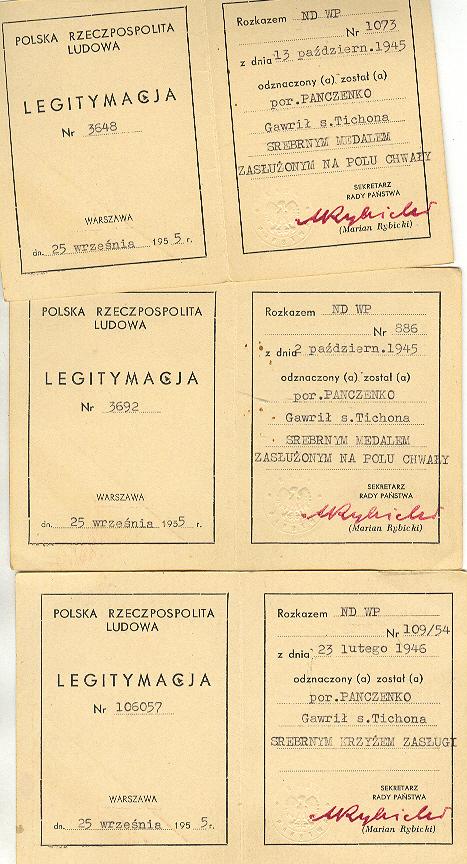 POLSKA RZECZPOSPOLITA
LUDOWA
LEGITYMACJA
Nr 3648
WARSZAWA
dn. 25 września 1955 r.
Rozkazem ND WP
Nr 1073
z dnia 13 październ.1945
odznaczony (a) został (a)
por.PANCZENKO
Gawrił s.Tichona
SREBRNYM MEDALEM
ZASŁUŻONYM NA POLU CHWAŁY
SEKRETARZ
RADY PAŃSTWA
MRybicki
(Marian Rybicki)
POLSKA RZECZPOSPOLITA
LUDOWA
LEGITYMACJA
Nr 3692
WARSZAWA
dn. 25 września 1955 r.
Rozkazem ND WP
Nr 886
z dnia 2 październ.1945
odznaczony (a) został (a)
por.PANCZENKO
Gawrił s.Tichona
SREBRNYM MEDALEM
ZASŁUŻONYM NA POLU CHWAŁY
SEKRETARZ
RADY PAŃSTWA
MRybicki
(Marian Rybicki)
POLSKA RZECZPOSPOLITA
LUDOWA
LEGITYMACJA
Nr 106057
WARSZAWA
dn. 25 września 1955 r.
Rozkazem ND WP
Nr 109/54
z dnia 23 lutego 1946
odznaczony (a) został (a)
por.PANCZENKO
Gawrił s.Tichona
SREBRNYM KRZYŻEM ZASŁUGI
SEKRETARZ
RADY PAŃSTWA
MRybicki
(Marian Rybicki)